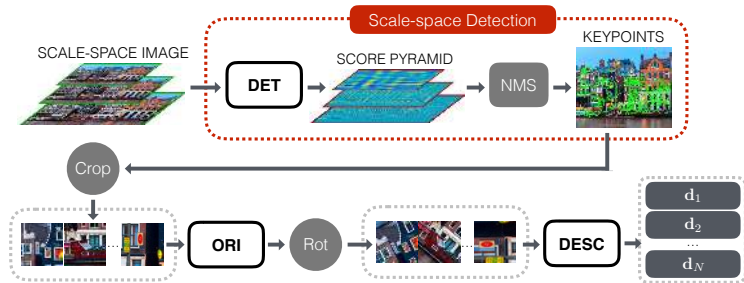 Scale-space Detection
SCALE-SPACE IMAGE
DET
SCORE PYRAMID
NMS
KEYPOINTS
Crop
...
ORI
Rot
...
DESC
d1
d2
...
dN